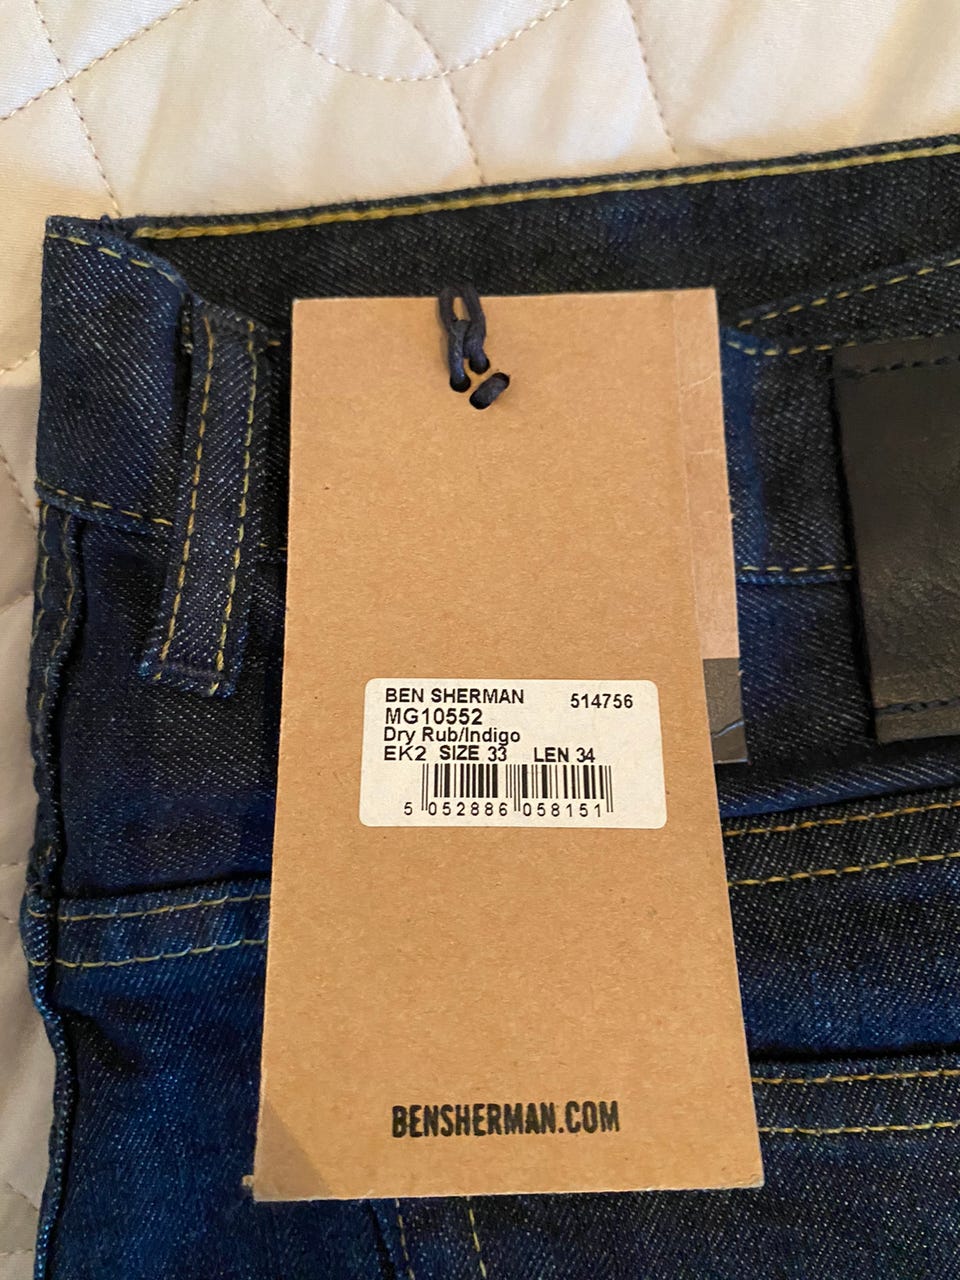 BEN SHERMAN 514756
MG10552
Dry Rub/Indigo
EK2 SIZE 33 LEN 34
5 052886 058151
BENSHERMAN.COM